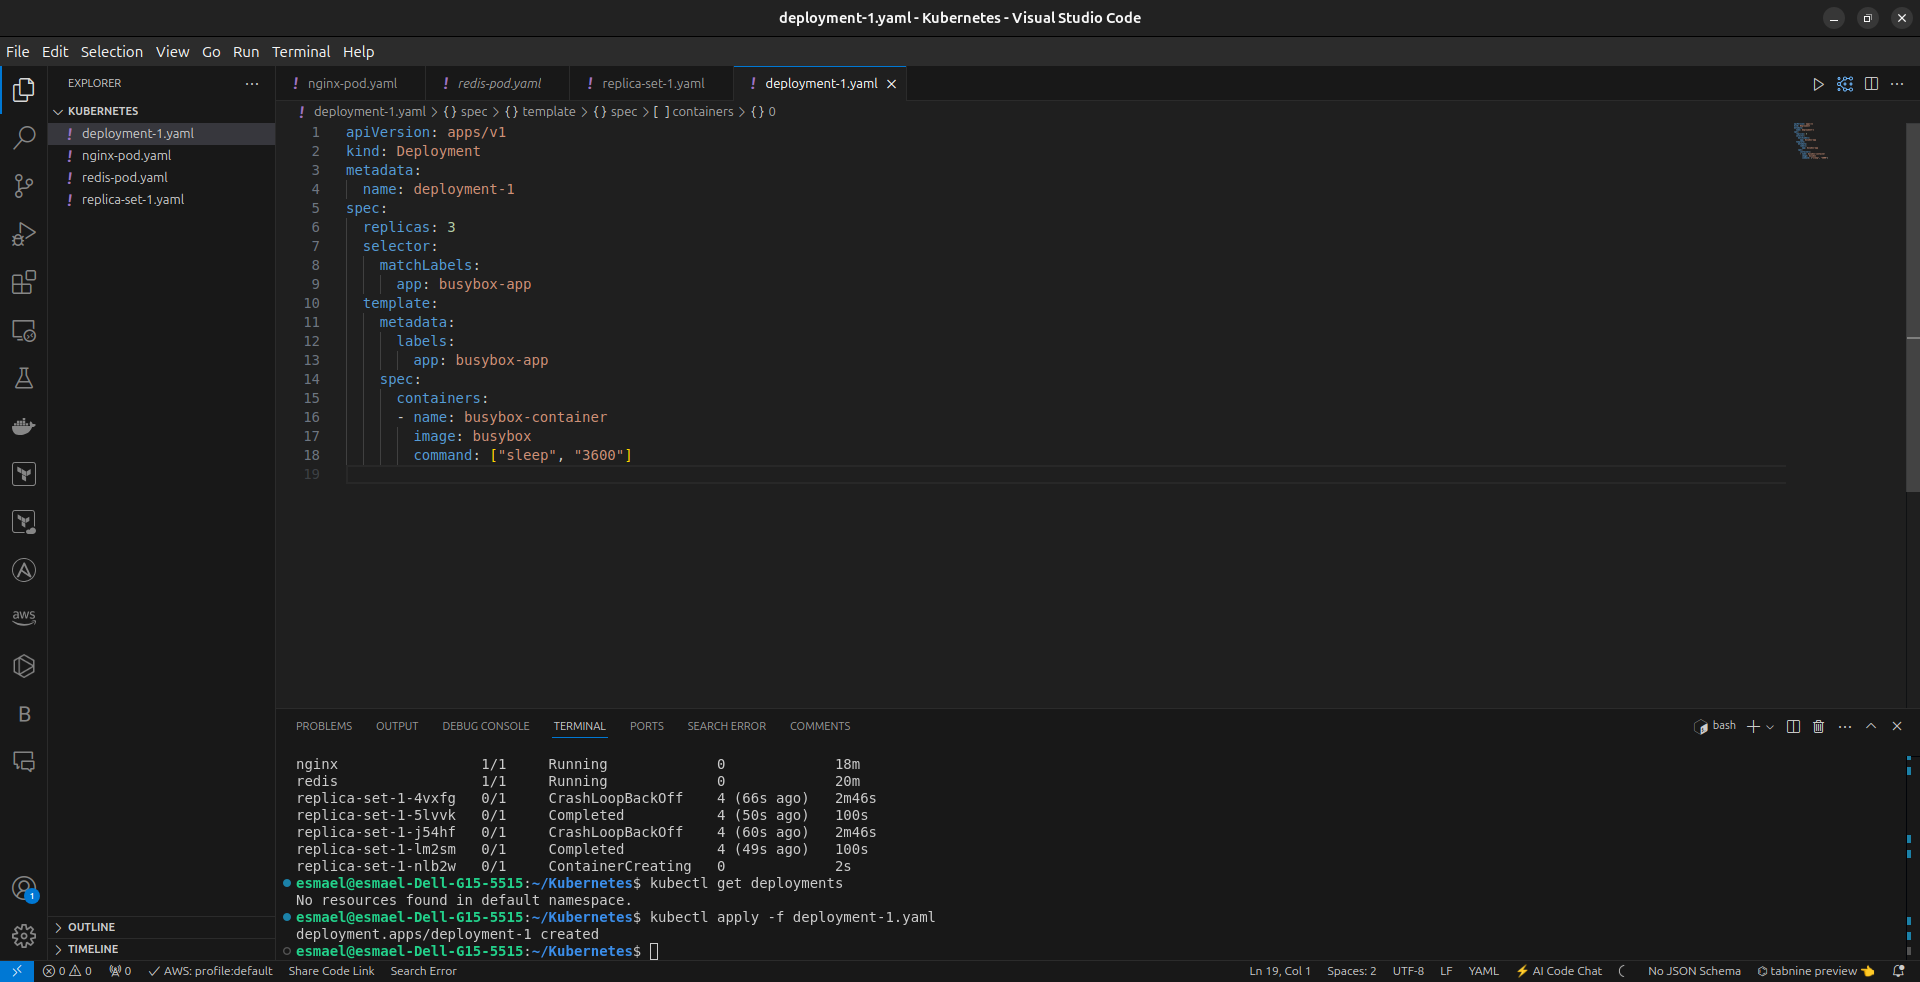 deployment-1.yaml - Kubernetes - Visual Studio Code
File Edit Selection View Go Run Terminal Help
EXPLORER
KUBERNETES
! deployment-1.yaml
! nginx-pod.yaml
! redis-pod.yaml
! replica-set-1.yaml
OUTLINE
TIMELINE
aws
B
1
! nginx-pod.yaml ! redis-pod.yaml ! replica-set-1.yaml ! deployment-1.yaml
! deployment-1.yaml > {} spec > {} template > {} spec > [ ] containers > {} 0
1 apiVersion: apps/v1
2 kind: Deployment
3 metadata:
4   name: deployment-1
5 spec:
6   replicas: 3
7   selector:
8     matchLabels:
9       app: busybox-app
10   template:
11     metadata:
12       labels:
13         app: busybox-app
14     spec:
15       containers:
16       - name: busybox-container
17         image: busybox
18         command: ["sleep", "3600"]
19
PROBLEMS OUTPUT DEBUG CONSOLE TERMINAL PORTS SEARCH ERROR COMMENTS
bash
nginx 1/1 Running 0 18m
redis 1/1 Running 0 20m
replica-set-1-4vxfg 0/1 CrashLoopBackOff 4 (66s ago) 2m46s
replica-set-1-5lvvk 0/1 Completed 4 (50s ago) 100s
replica-set-1-j54hf 0/1 CrashLoopBackOff 4 (60s ago) 2m46s
replica-set-1-lm2sm 0/1 Completed 4 (49s ago) 100s
replica-set-1-nlb2w 0/1 ContainerCreating 0 2s
esmael@esmael-Dell-G15-5515:~/Kubernetes$ kubectl get deployments
No resources found in default namespace.
esmael@esmael-Dell-G15-5515:~/Kubernetes$ kubectl apply -f deployment-1.yaml
deployment.apps/deployment-1 created
esmael@esmael-Dell-G15-5515:~/Kubernetes$
0 0 0 AWS: profile:default Share Code Link Search Error Ln 19, Col 1 Spaces: 2 UTF-8 LF YAML ⚡ AI Code Chat No JSON Schema tabnine preview 👈